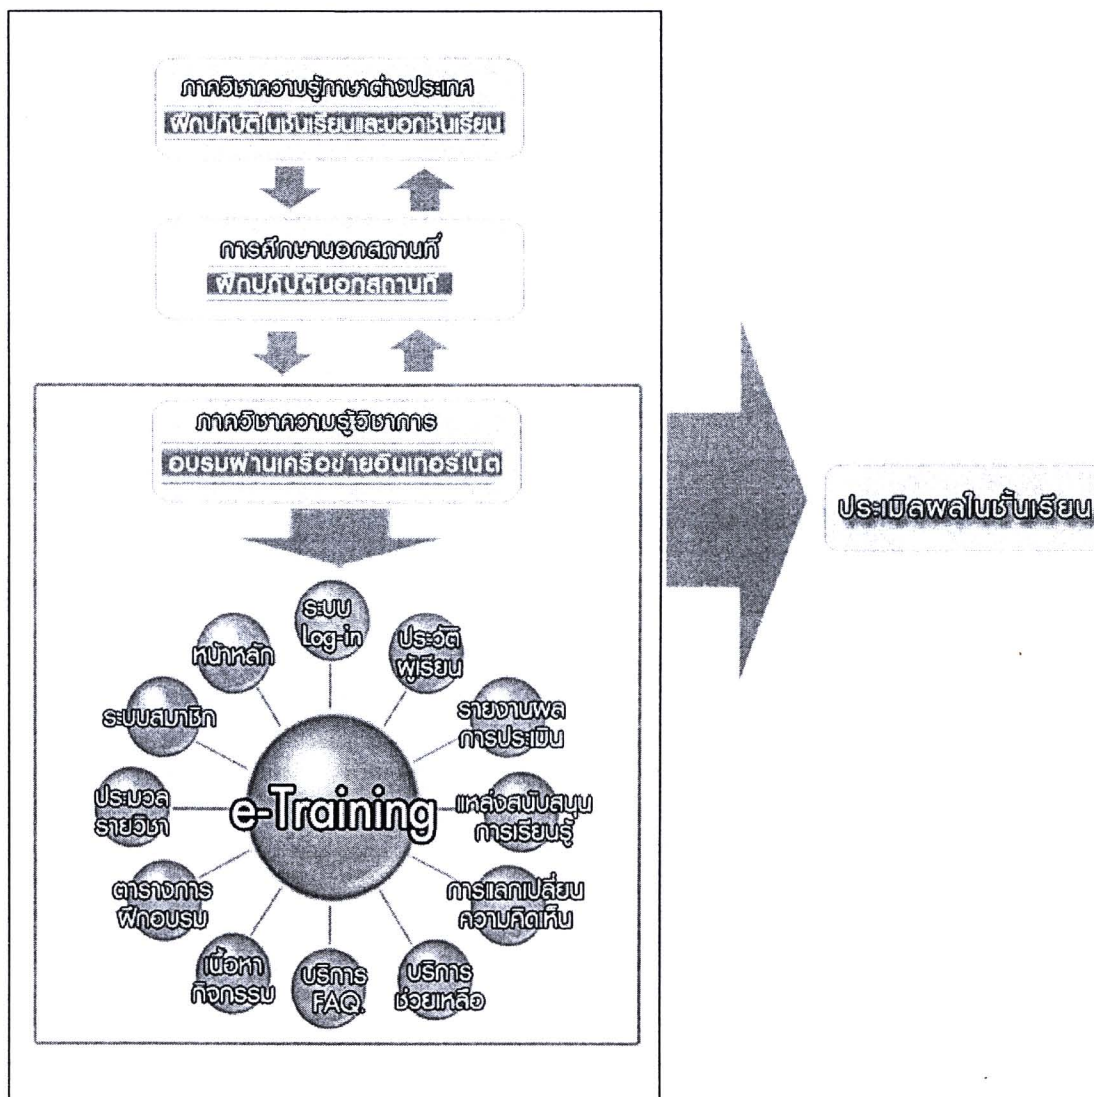 ภาควิชาความรู้ภาษาต่างประเทศ
ฝึกปฏิบัติในชั้นเรียนและนอกชั้นเรียน
การศึกษานอกสถานที่
ฝึกปฏิบัตินอกสถานที่
ภาควิชาความรู้วิชาการ
อบรมผ่านเครือข่ายอินเทอร์เน็ต
ประเมิลผลในชั้นเรียน
ระบบ
Log-in
ประวัติ
ผู้เรียน
รายงานผล
การประเมิน
แหล่งสนับสนุน
การเรียนรู้
การแลกเปลี่ยน
ความคิดเห็น
บริการ
ช่วยเหลือ
บริการ
FAQ.
เนื้อหา
กิจกรรม
ตารางการ
ฝึกอบรม
ประมวล
รายวิชา
ระบบสมาชิก
หน้าหลัก
e-Training